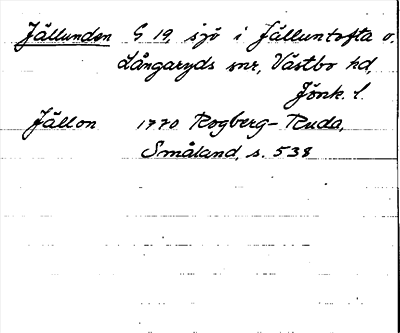 Jällunden G 19, sjö i Jälluntofta o.
Långaryds snr, Västbo hd,
Jönk. l.
Jällon 1770 Rogberg-Ruda,
Småland, s. 538